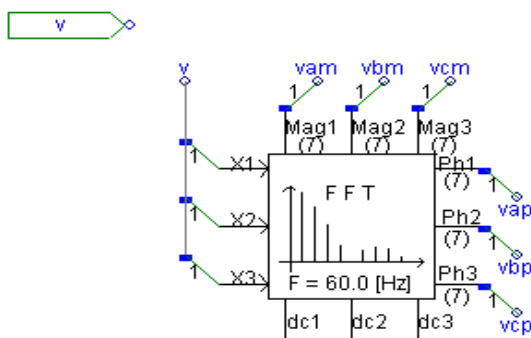 v
v vam vbm vcm
1 1 1
Mag1 Mag2 Mag3
(7) (7) (7)
X1 Ph1
1 (7) 1
vap
FFT
X2 Ph2
1 (7) 1
vbp
X3 Ph3
1 F = 60.0 [Hz] (7) 1
vcp
dc1 dc2 dc3